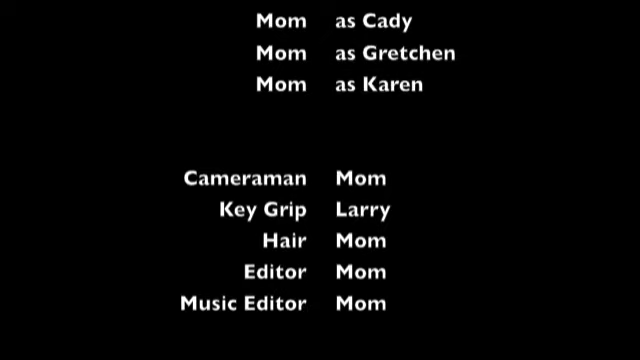 Mom as Cady
Mom as Gretchen
Mom as Karen
Cameraman Mom
Key Grip Larry
Hair Mom
Editor Mom
Music Editor Mom